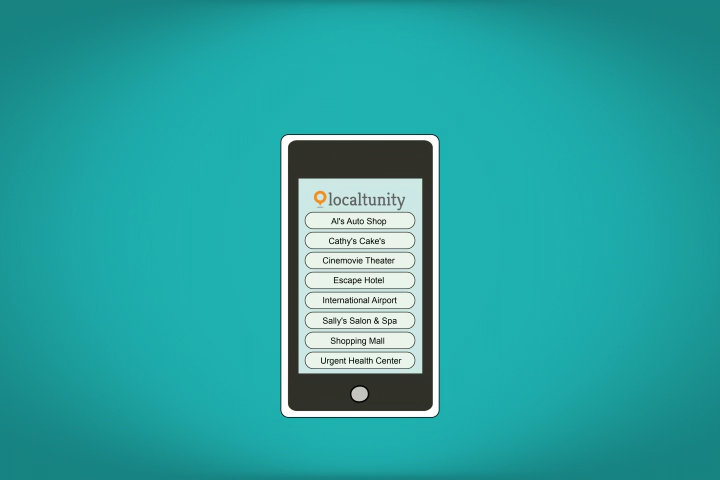 localtunity
Al's Auto Shop
Cathy's Cake's
Cinemovie Theater
Escape Hotel
International Airport
Sally's Salon & Spa
Shopping Mall
Urgent Health Center